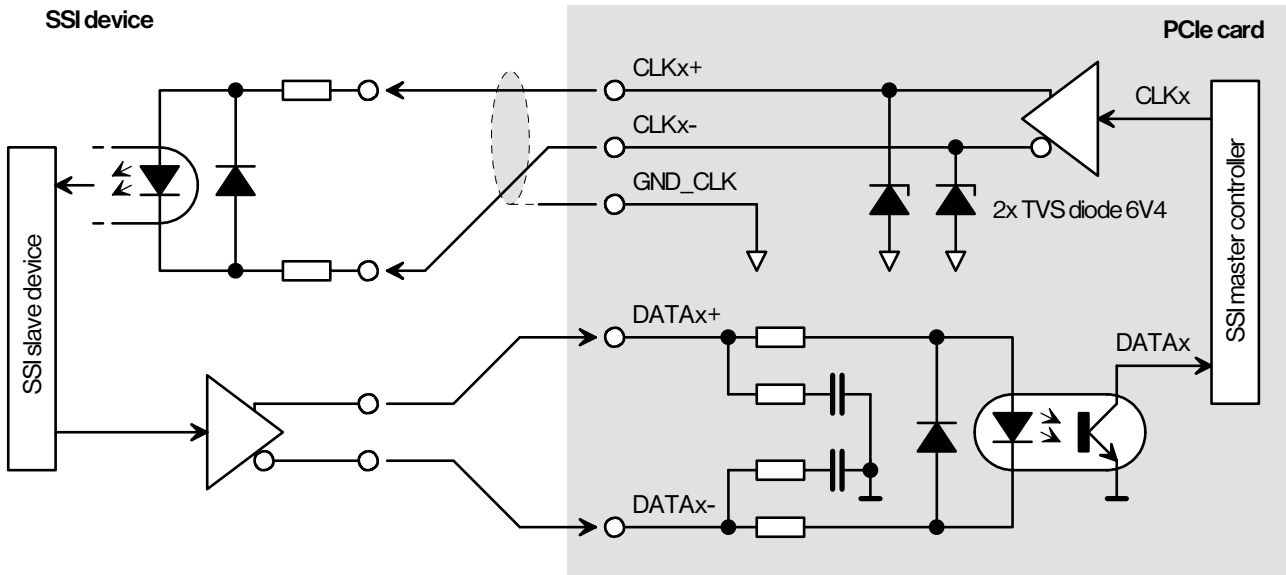 SSI device
PCIe card
CLKx+
CLKx
CLKx-
GND_CLK
2x TVS diode 6V4
SSI slave device
SSI master controller
DATAx+
DATAx
DATAx-